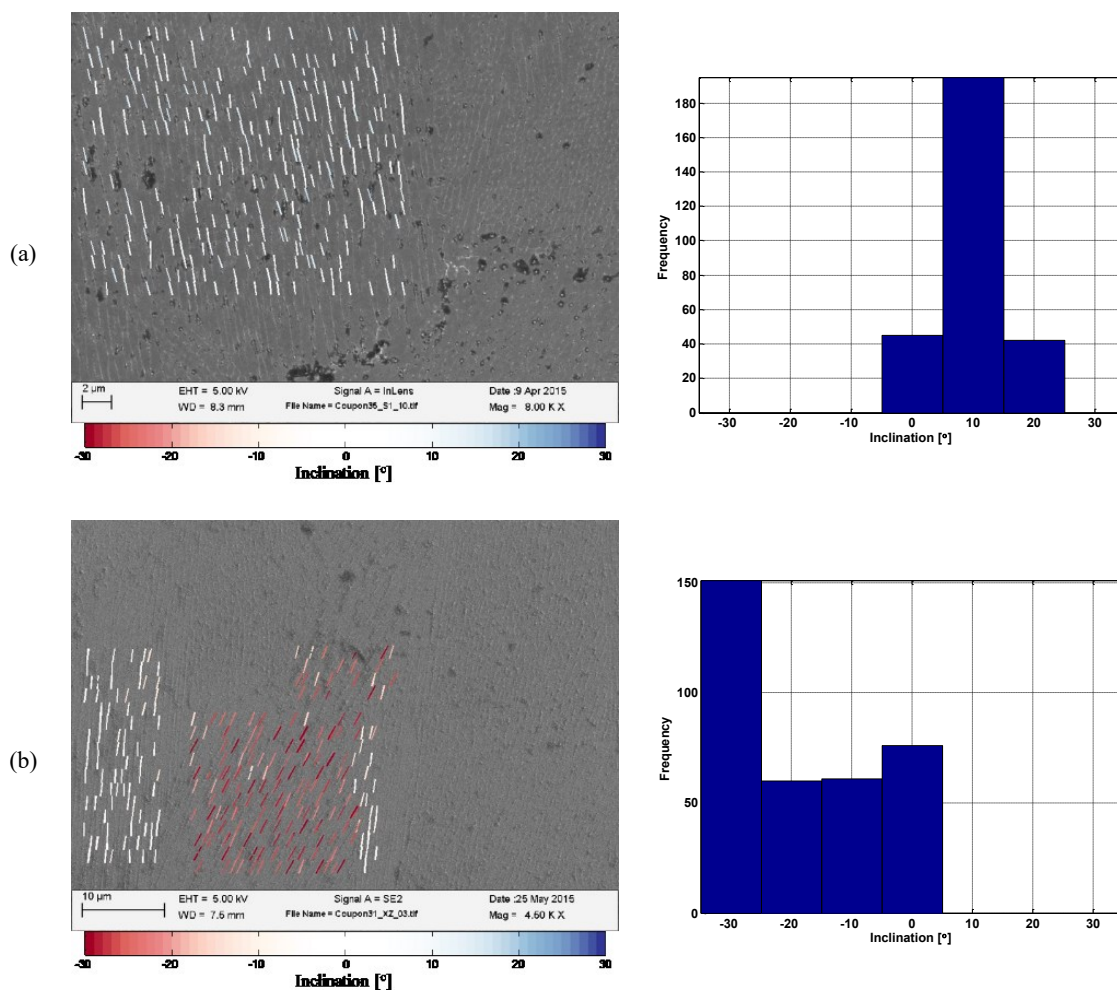 (a)
2 µm
EHT = 5.00 kV
Signal A = InLens
Date :9 Apr 2015
WD = 8.3 mm
File Name = Coupon35_S1_10.tif
Mag = 8.00 K X
-30 -20 -10 0 10 20 30
Inclination [°]
180
160
140
120
100
80
60
40
20
0
Frequency
-30 -20 -10 0 10 20 30
Inclination [°]
(b)
10 µm
EHT = 5.00 kV
Signal A = SE2
Date :25 May 2015
WD = 7.5 mm
File Name = Coupon31_XZ_03.tif
Mag = 4.50 K X
-30 -20 -10 0 10 20 30
Inclination [°]
150
100
50
0
Frequency
-30 -20 -10 0 10 20 30
Inclination [°]